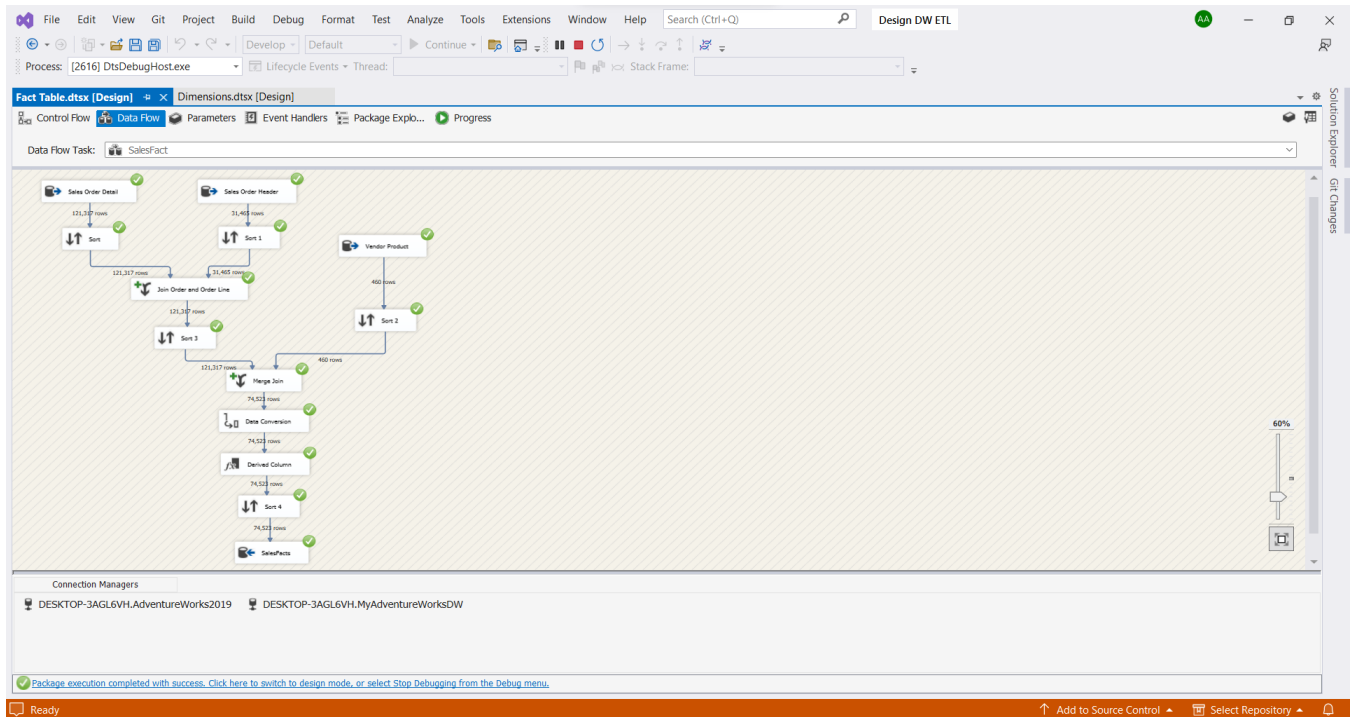 File Edit View Git Project Build Debug Format Test Analyze Tools Extensions Window Help Search (Ctrl+Q) Design DW ETL AA
Develop Default Continue
Process: [2616] DtsDebugHost.exe Lifecycle Events Thread: Stack Frame:
Fact Table.dtsx [Design] Dimensions.dtsx [Design]
Control Flow Data Flow Parameters Event Handlers Package Explo... Progress
Data Flow Task: SalesFact
Solution Explorer
Git Changes
Sales Order Detail Sales Order Header
121,317 rows 31,465 rows
Sort Sort 1
Vendor Product
121,317 rows 31,465 rows
460 rows
Join Order and Order Line
121,317 rows
Sort 2
Sort 3
460 rows
121,317 rows
Merge Join
74,523 rows
Data Conversion
74,523 rows
Derived Column
74,523 rows
Sort 4
74,523 rows
SalesFacts
60%
Connection Managers
DESKTOP-3AGL6VH.AdventureWorks2019 DESKTOP-3AGL6VH.MyAdventureWorksDW
Package execution completed with success. Click here to switch to design mode, or select Stop Debugging from the Debug menu.
Ready Add to Source Control Select Repository